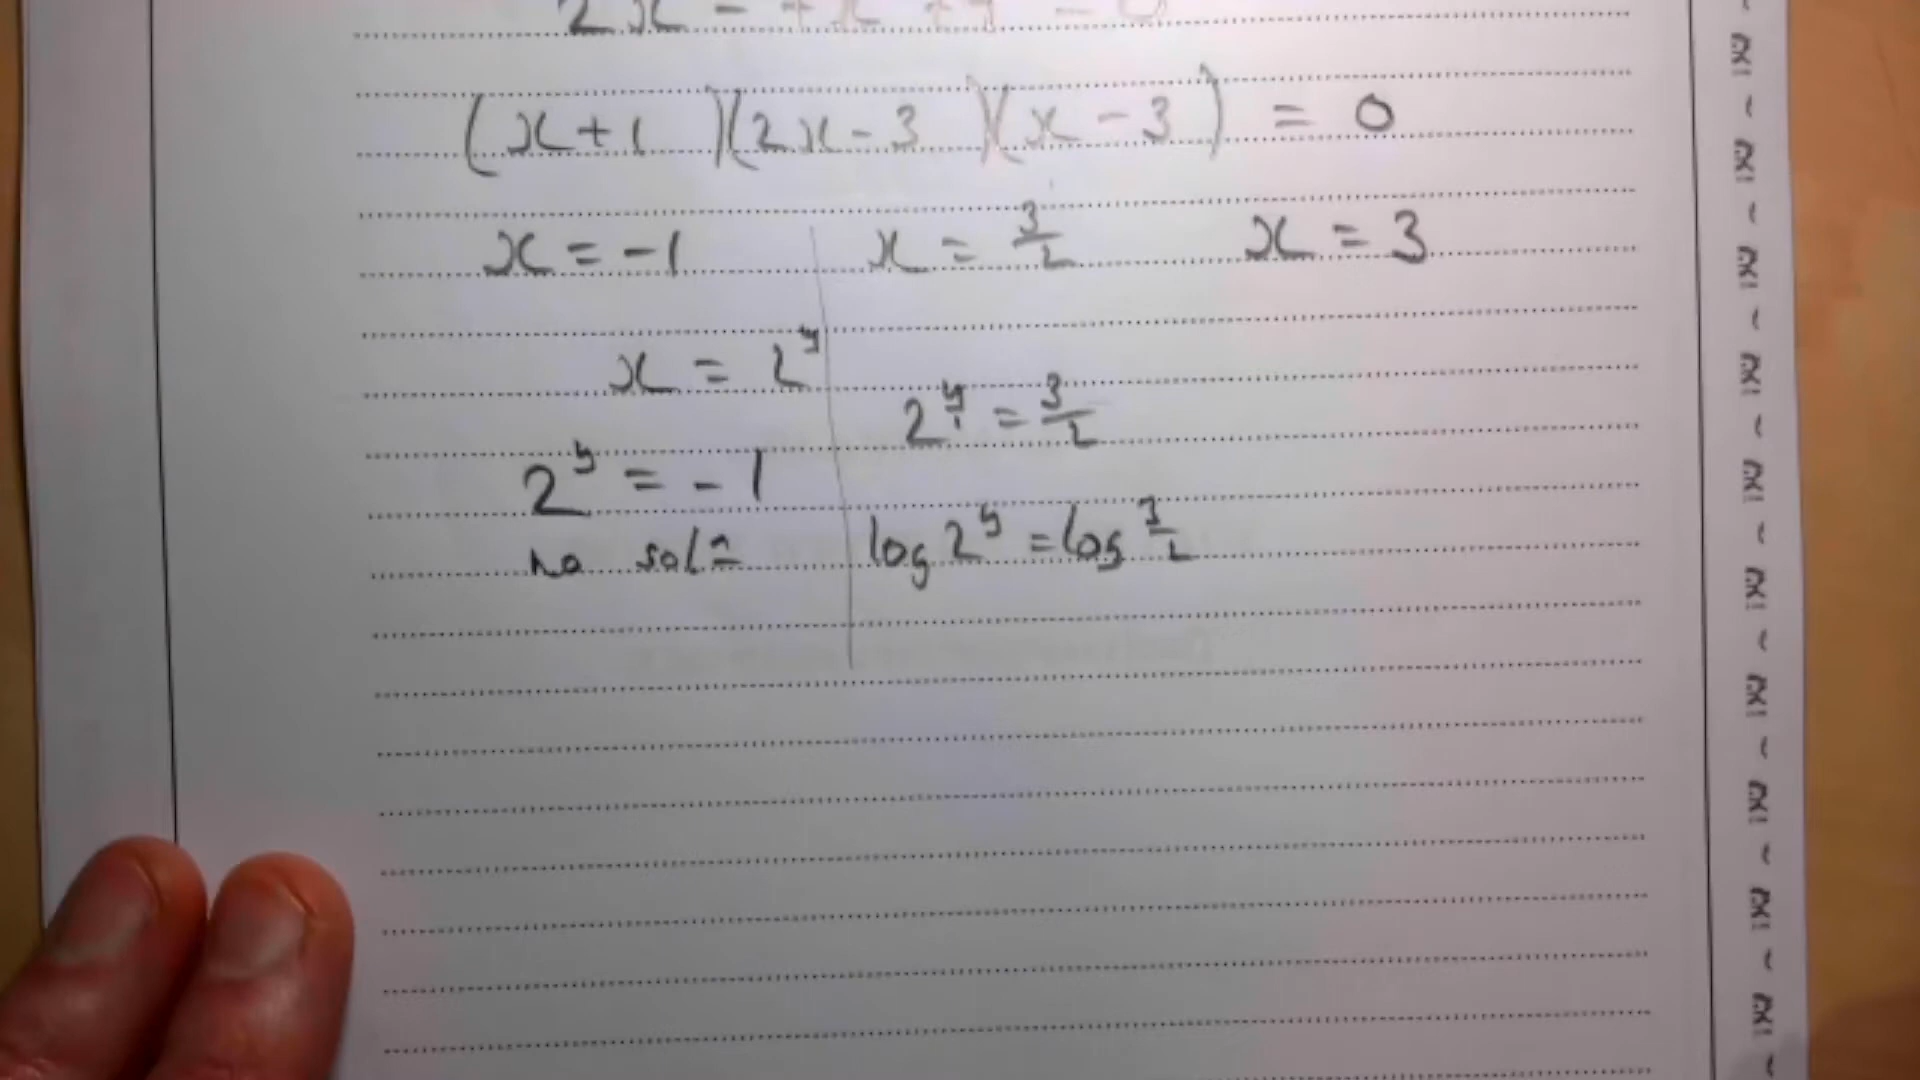 (x+1)(2x-3)(x-3) = 0
x = -1 x = 3/2 x = 3
x = 2^y
2^y = 3/2
2^y = -1
no solⁿ log 2^y = log 3/2